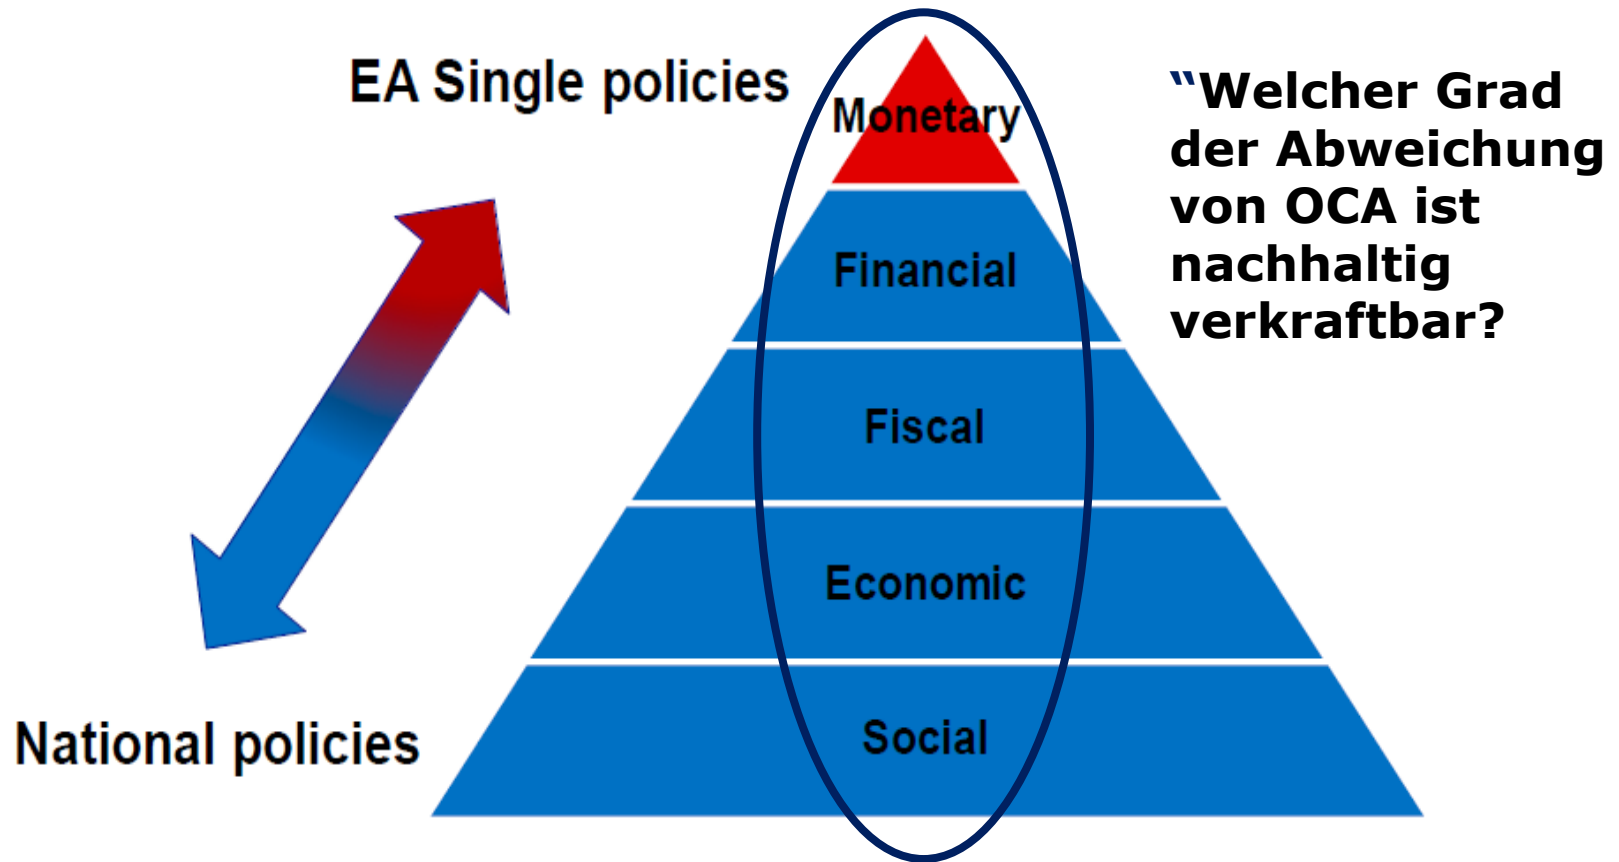 EA Single policies
Monetary
Financial
Fiscal
Economic
Social
National policies
“Welcher Grad
der Abweichung
von OCA ist
nachhaltig
verkraftbar?